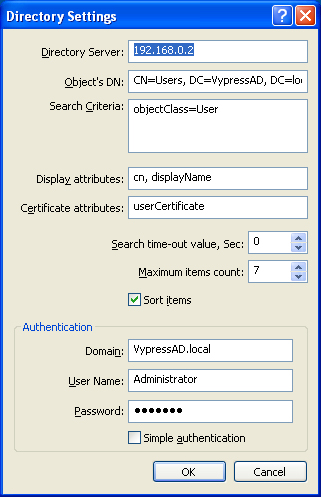 Directory Settings
Directory Server: 192.168.0.2
Object's DN: CN=Users, DC=VypressAD, DC=loc
Search Criteria: objectClass=User
Display attributes: cn, displayName
Certificate attributes: userCertificate
Search time-out value, Sec: 0
Maximum items count: 7
Sort items
Authentication
Domain: VypressAD.local
User Name: Administrator
Password: ●●●●●●●
Simple authentication
OK Cancel